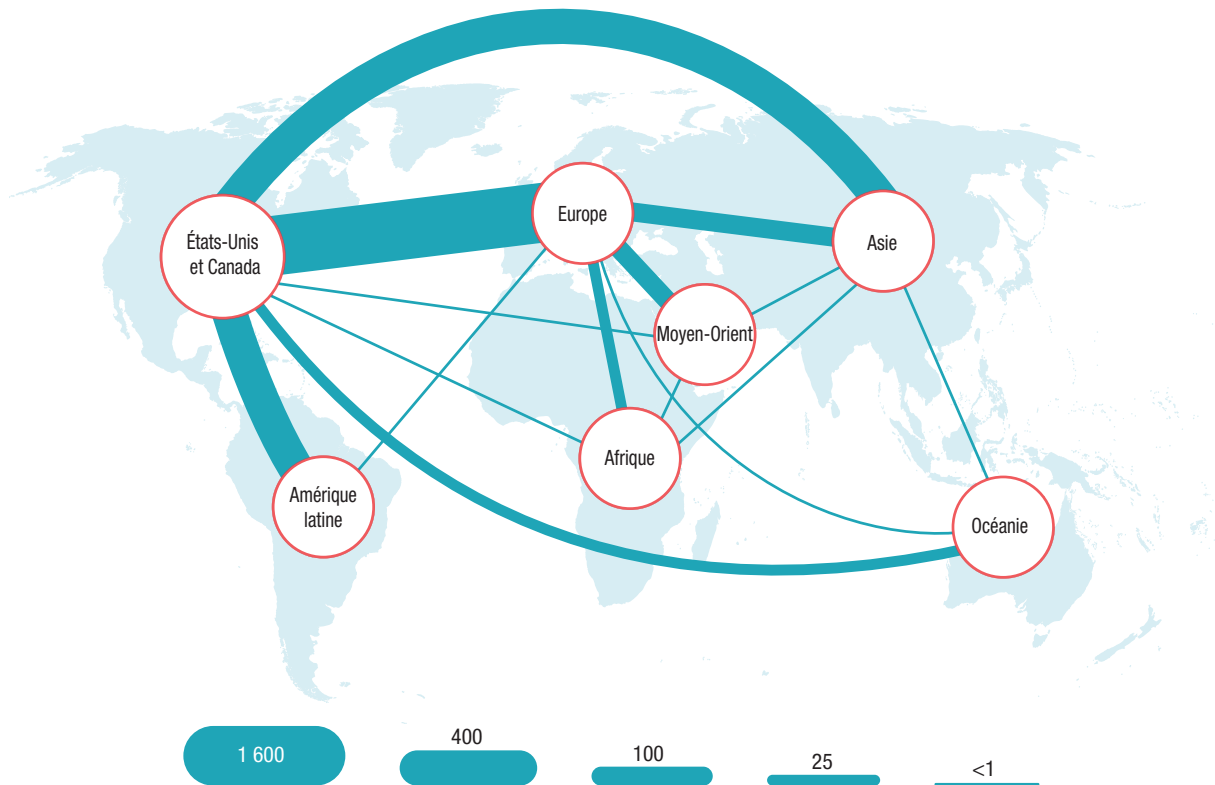 États-Unis
et Canada
Europe
Asie
Moyen-Orient
Afrique
Amérique
latine
Océanie
1 600
400
100
25
<1